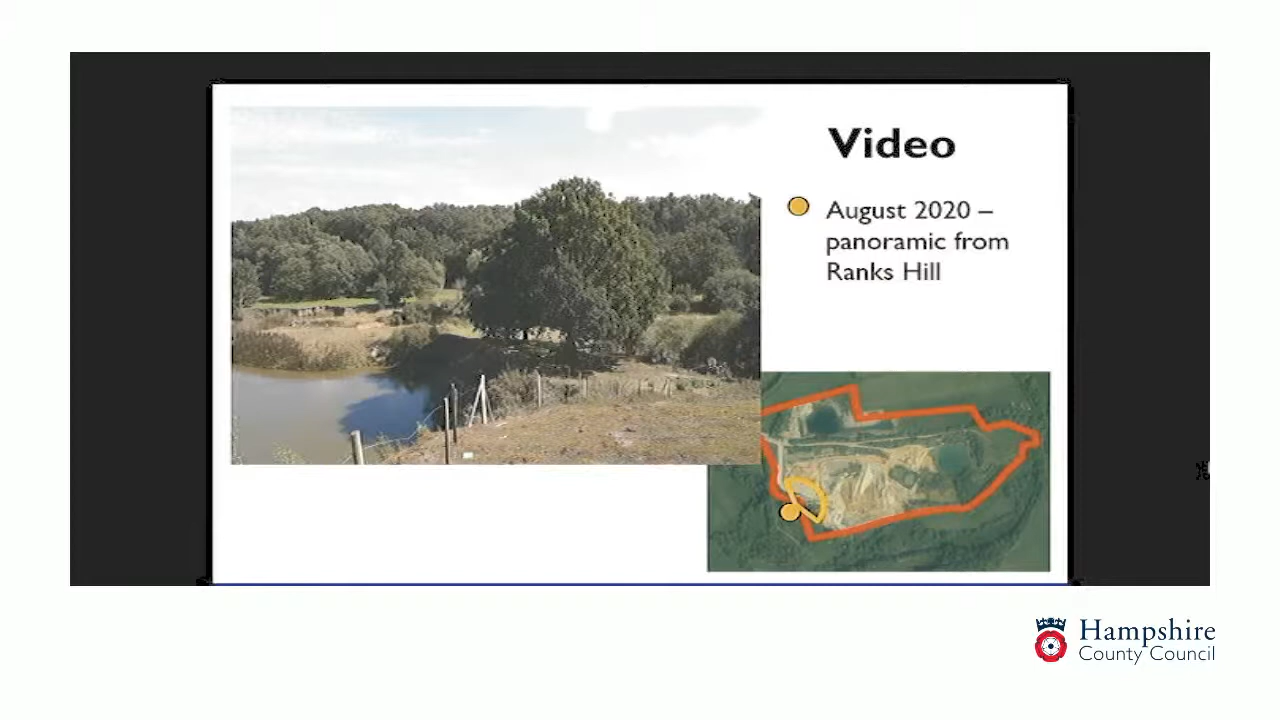 Video
August 2020 –
panoramic from
Ranks Hill
Hampshire
County Council